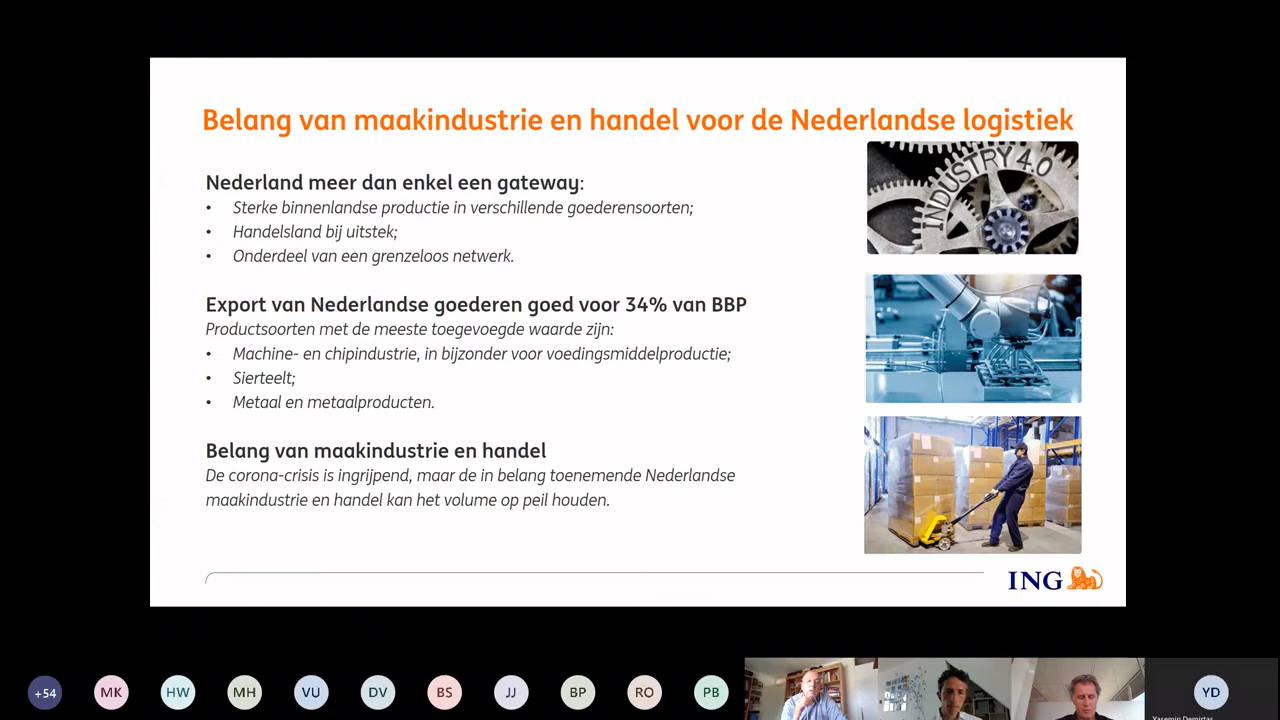 Belang van maakindustrie en handel voor de Nederlandse logistiek
INDUSTRY 4.0
Nederland meer dan enkel een gateway:
• Sterke binnenlandse productie in verschillende goederensoorten;
• Handelsland bij uitstek;
• Onderdeel van een grenzeloos netwerk.
Export van Nederlandse goederen goed voor 34% van BBP
Productsoorten met de meeste toegevoegde waarde zijn:
• Machine- en chipindustrie, in bijzonder voor voedingsmiddelproductie;
• Sierteelt;
• Metaal en metaalproducten.
Belang van maakindustrie en handel
De corona-crisis is ingrijpend, maar de in belang toenemende Nederlandse
maakindustrie en handel kan het volume op peil houden.
ING
+54 MK HW MH VU DV BS JJ BP RO PB YD
Yasemin Demirtas